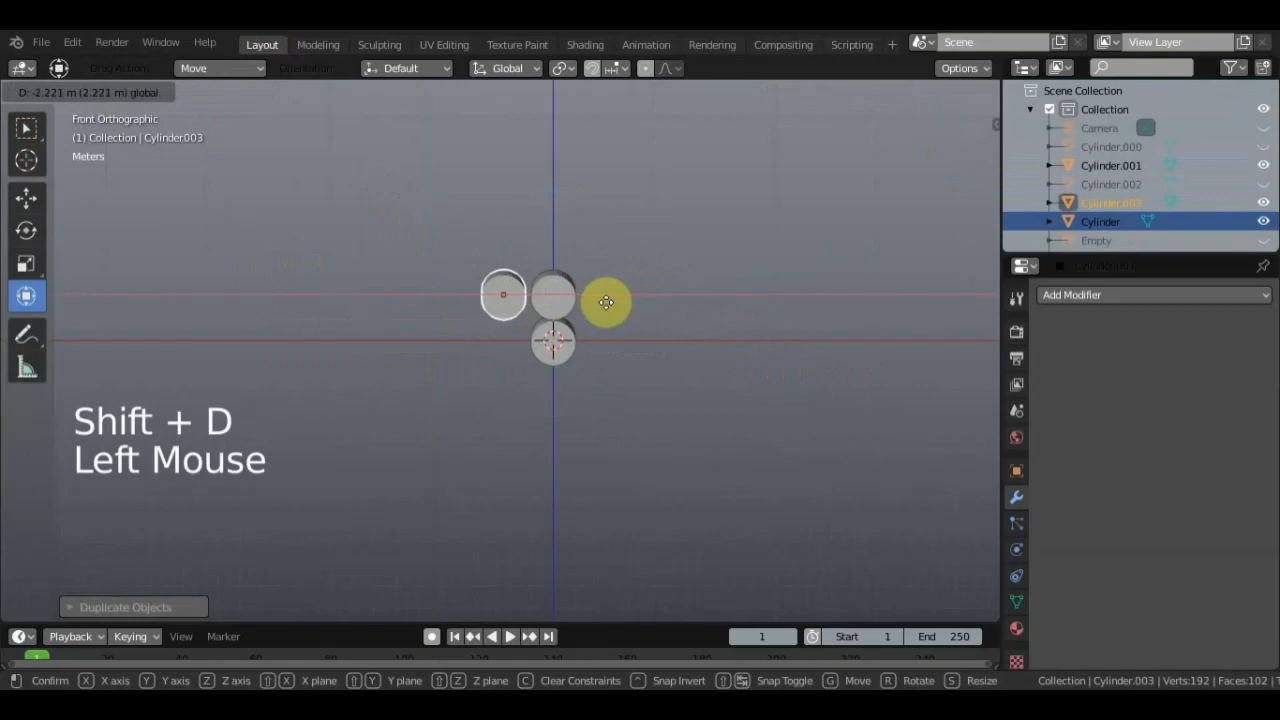 File Edit Render Window Help Layout Modeling Sculpting UV Editing Texture Paint Shading Animation Rendering Compositing Scripting + Scene View Layer
Drag Action Move Orientation: Default Global Options
D: -2.221 m (2.221 m) global
Front Orthographic
(1) Collection | Cylinder.003
Meters
Scene Collection
Collection
Camera
Cylinder.000
Cylinder.001
Cylinder.002
Cylinder.003
Cylinder
Empty
Add Modifier
Shift + D
Left Mouse
Duplicate Objects
Playback Keying View Marker 1 Start 1 End 250
1
Confirm X X axis Y Y axis Z Z axis X X plane Y Y plane Z Z plane C Clear Constraints Snap Invert Snap Toggle G Move R Rotate S Resize Collection | Cylinder.003 | Verts:192 | Faces:102 |